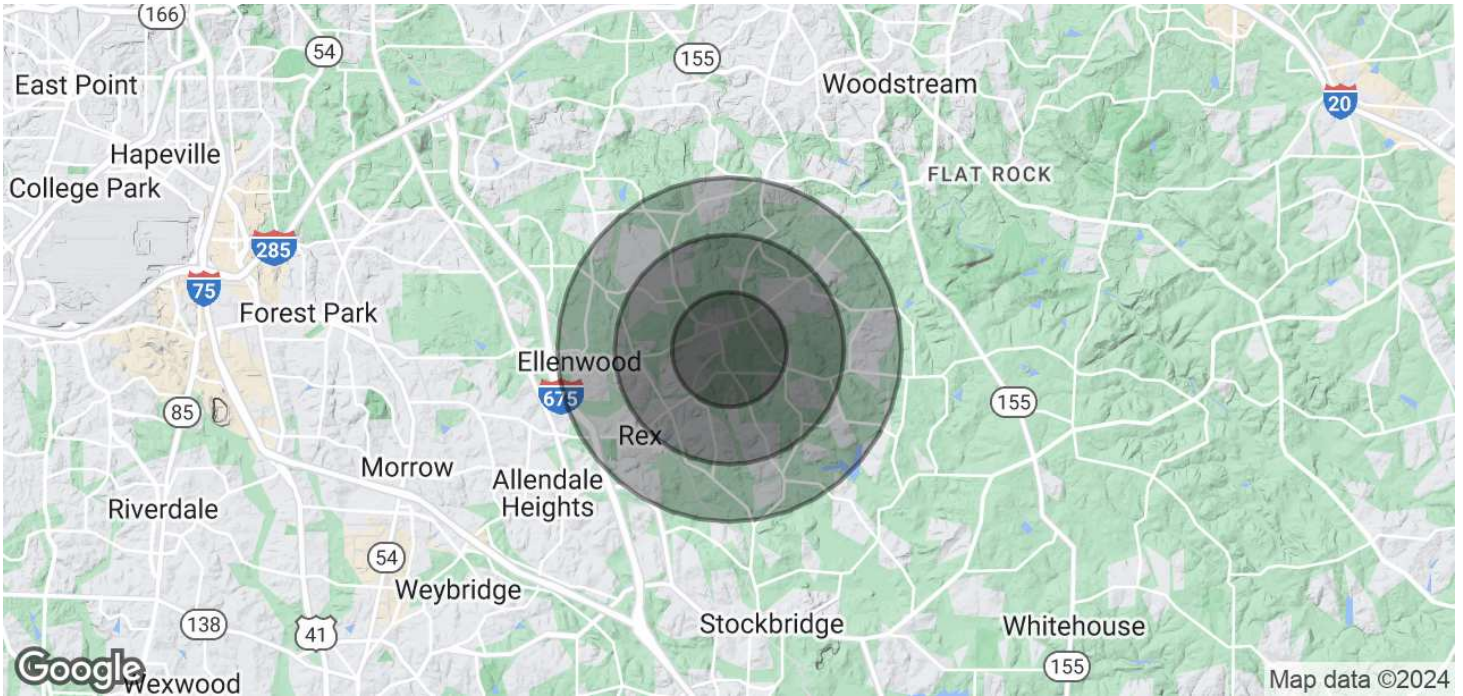 166
54
155
East Point
Woodstream
20
Hapeville
FLAT ROCK
College Park
285
75
Forest Park
Ellenwood
675
155
85
Rex
Morrow
Allendale
Heights
Riverdale
54
Weybridge
138
41
Stockbridge
Whitehouse
155
Google
Wexwood
Map data ©2024